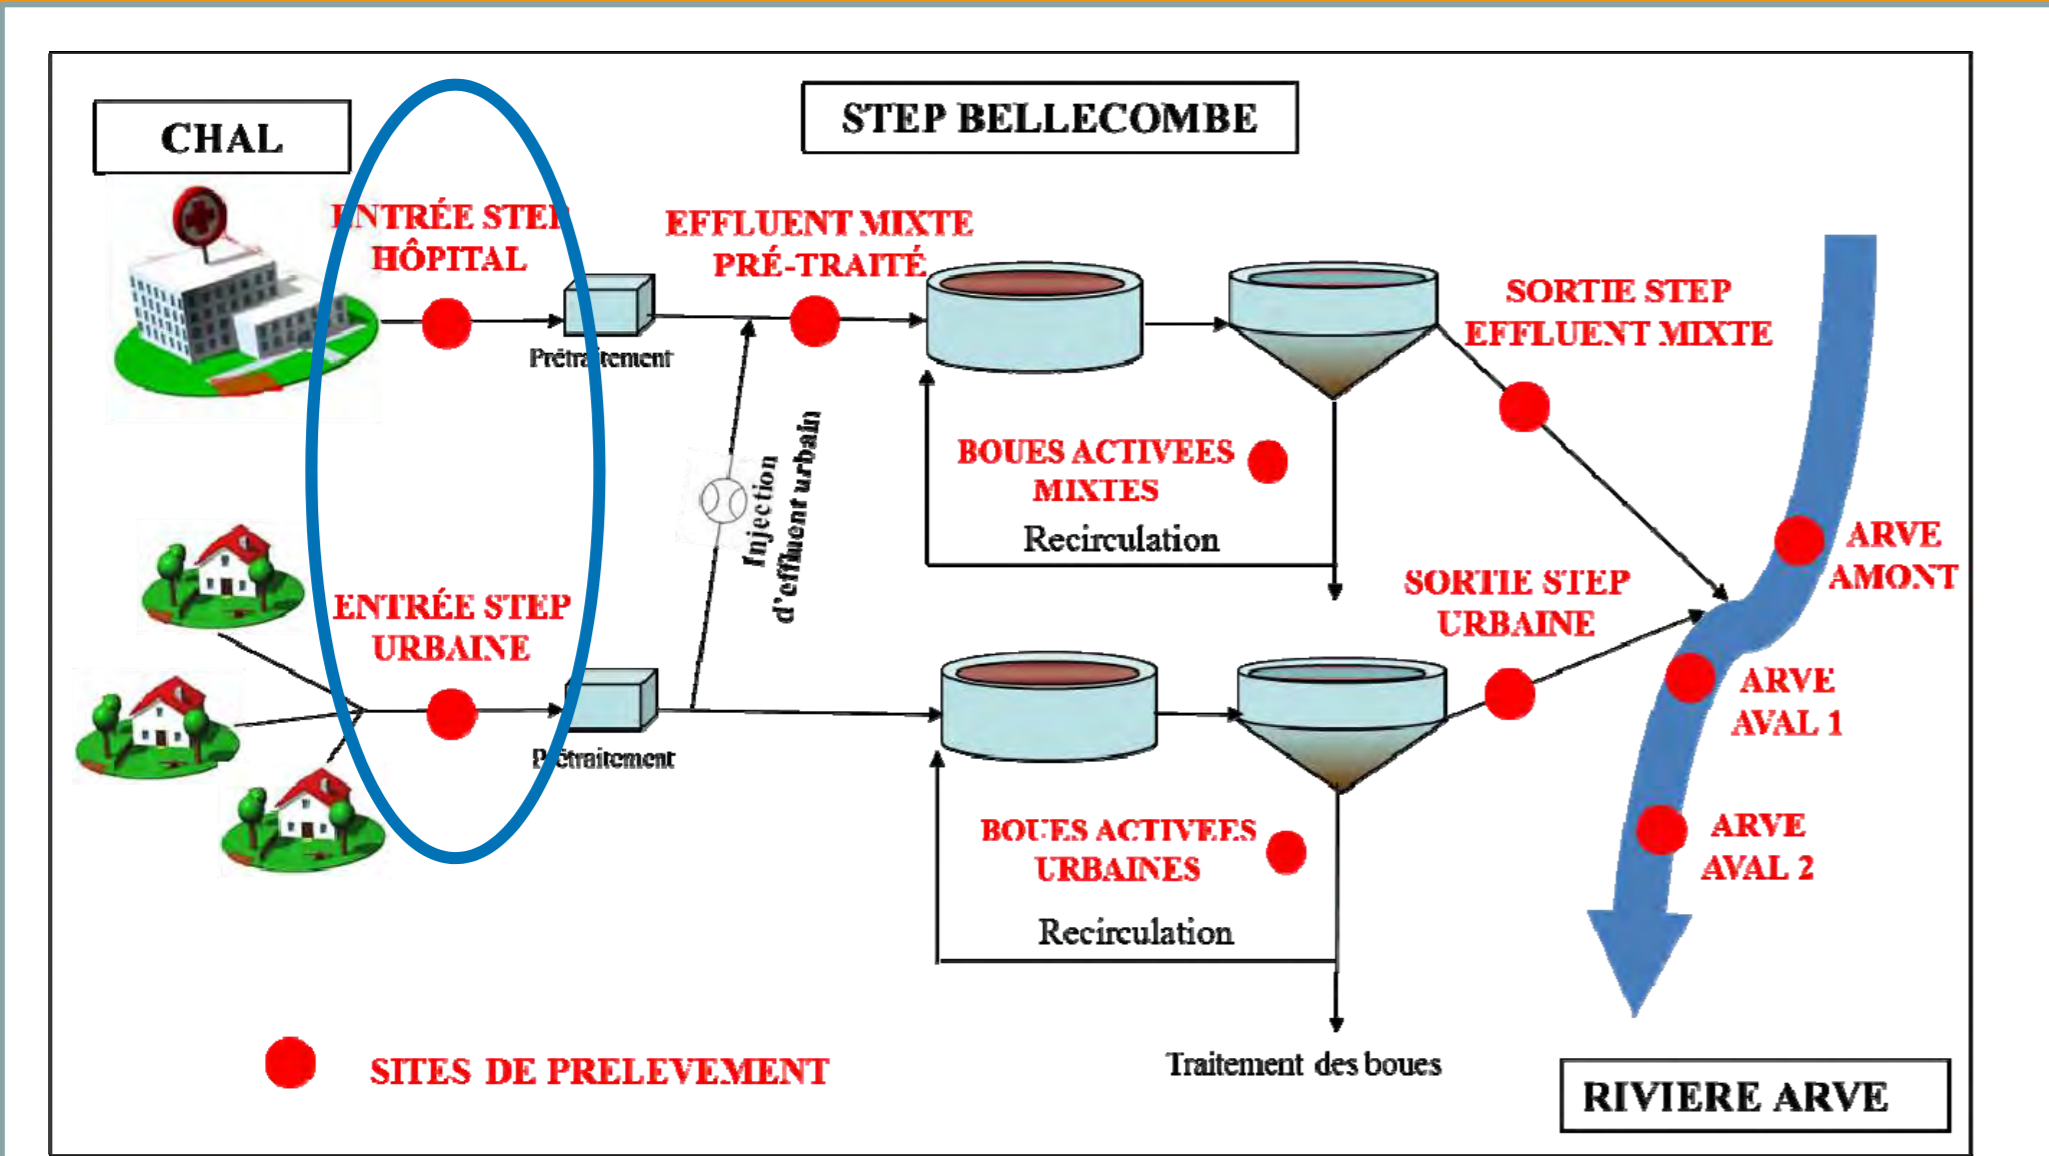 CHAL
STEP BELLECOMBE
ENTRÉE STEP
HÔPITAL
EFFLUENT MIXTE
PRÉ-TRAITÉ
Prétraitement
SORTIE STEP
EFFLUENT MIXTE
BOUES ACTIVEES
MIXTES
Recirculation
Injection
d'effluent urbain
ARVE
AMONT
ENTRÉE STEP
URBAINE
SORTIE STEP
URBAINE
Prétraitement
ARVE
AVAL 1
BOUES ACTIVEES
URBAINES
ARVE
AVAL 2
Recirculation
SITES DE PRELEVEMENT
Traitement des boues
RIVIERE ARVE